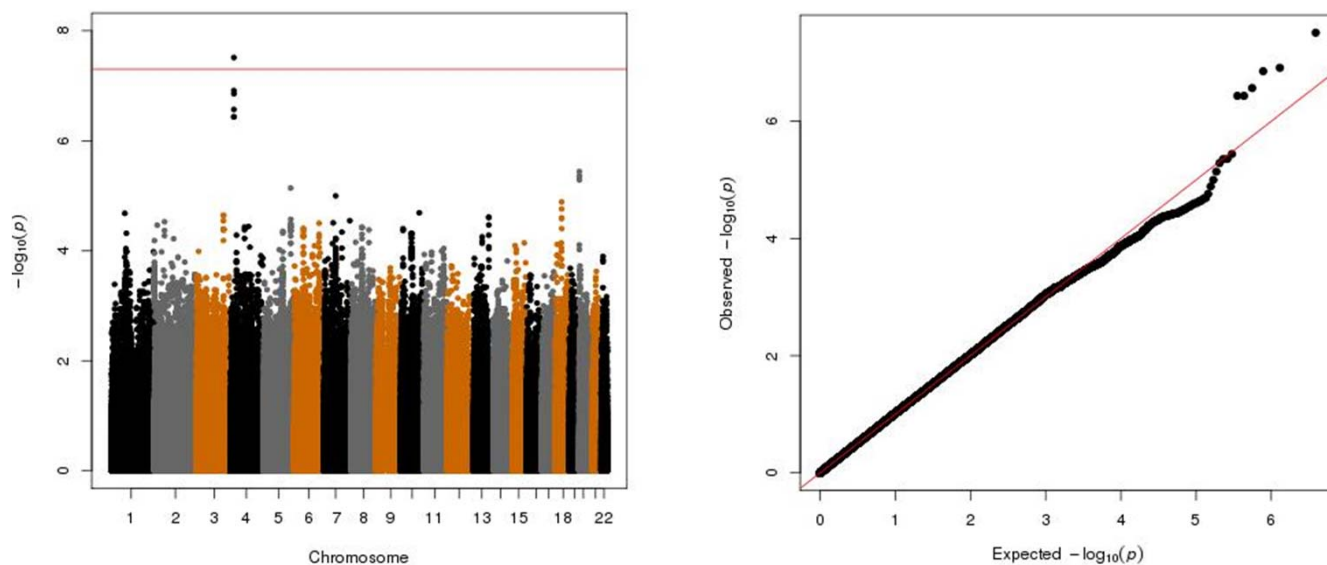 8
6
4
2
0
−log₁₀(p)
1 2 3 4 5 6 7 8 9 11 13 15 18 22
Chromosome
6
4
2
0
Observed −log₁₀(p)
0 1 2 3 4 5 6
Expected −log₁₀(p)